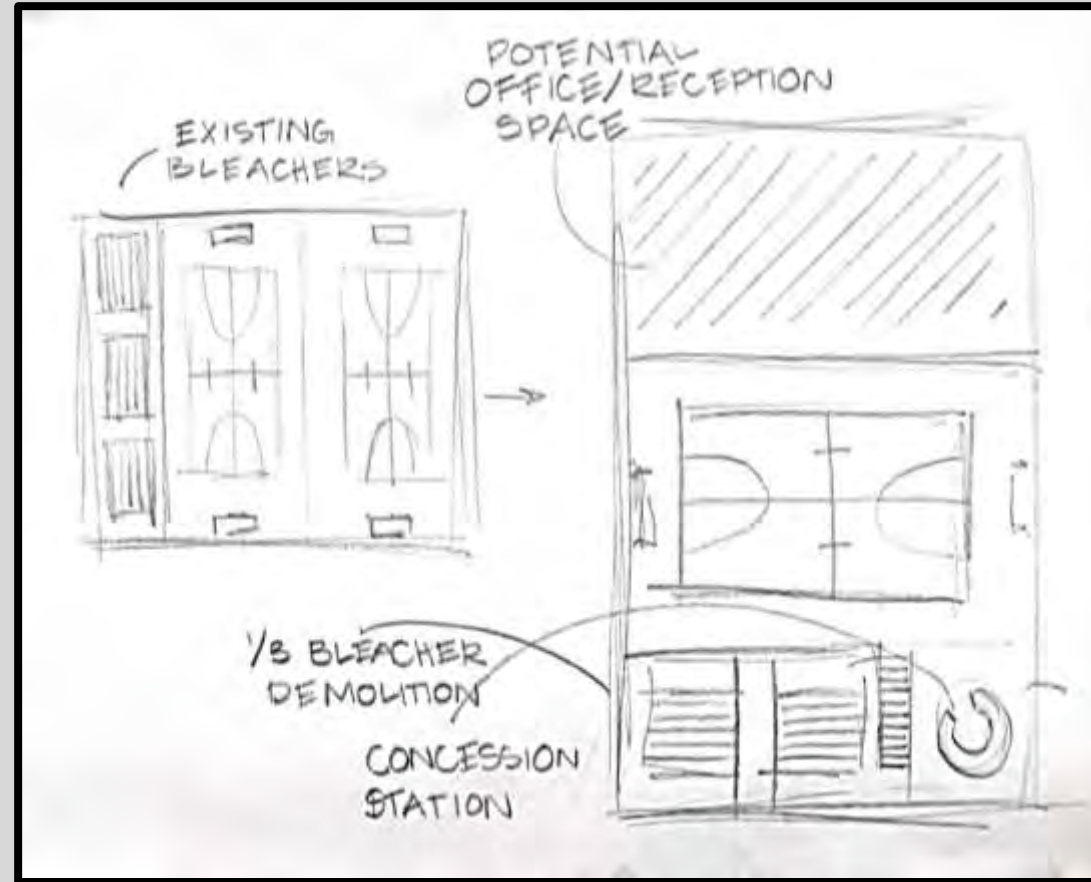 POTENTIAL
OFFICE/RECEPTION
SPACE
EXISTING
BLEACHERS
1/3 BLEACHER
DEMOLITION
CONCESSION
STATION